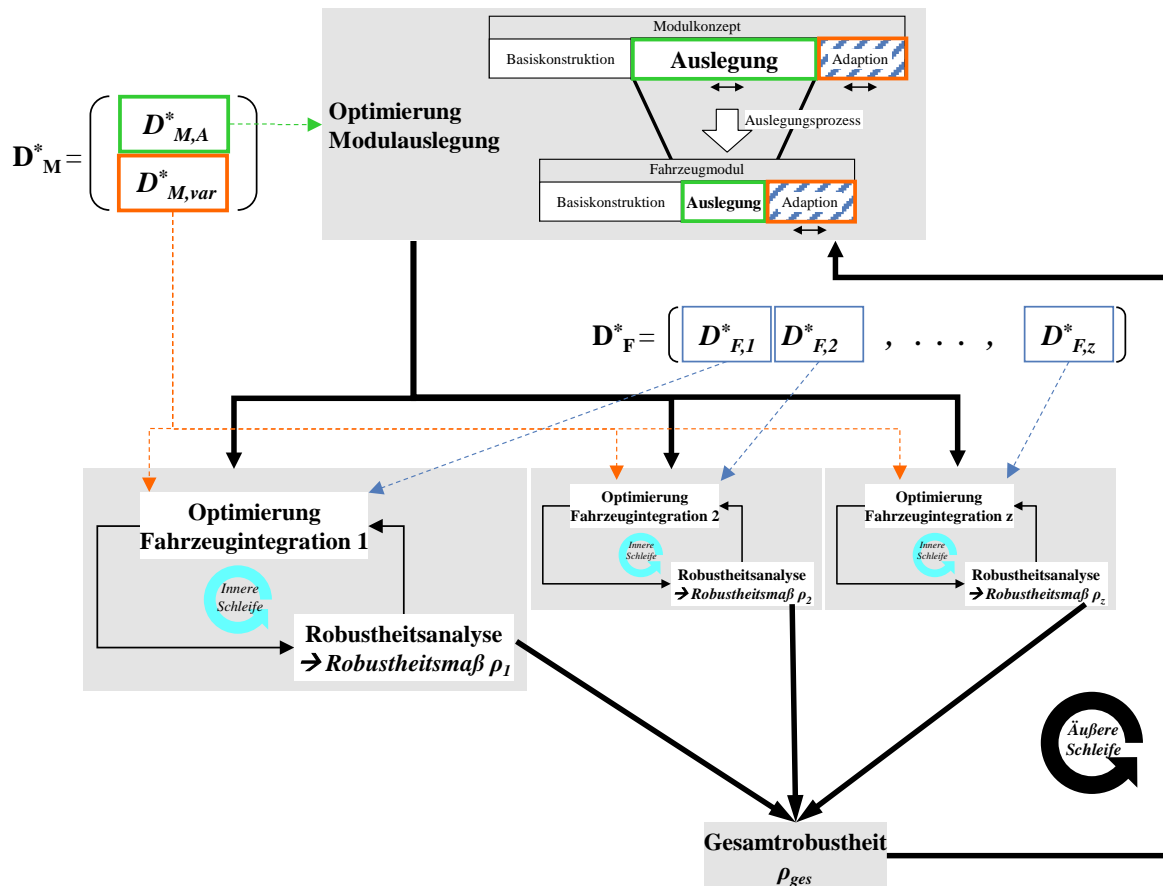 Modulkonzept
Basiskonstruktion Auslegung Adaption
Optimierung
Modulauslegung
Auslegungsprozess
Fahrzeugmodul
Basiskonstruktion Auslegung Adaption
D*M = ( D*M,A
D*M,var )
D*F = ( D*F,1 D*F,2 , . . . . , D*F,z )
Optimierung
Fahrzeugintegration 1
Innere
Schleife
Robustheitsanalyse
→ Robustheitsmaß ρ1
Optimierung
Fahrzeugintegration 2
Innere
Schleife
Robustheitsanalyse
→ Robustheitsmaß ρ2
Optimierung
Fahrzeugintegration z
Innere
Schleife
Robustheitsanalyse
→ Robustheitsmaß ρz
Äußere
Schleife
Gesamtrobustheit
ρges